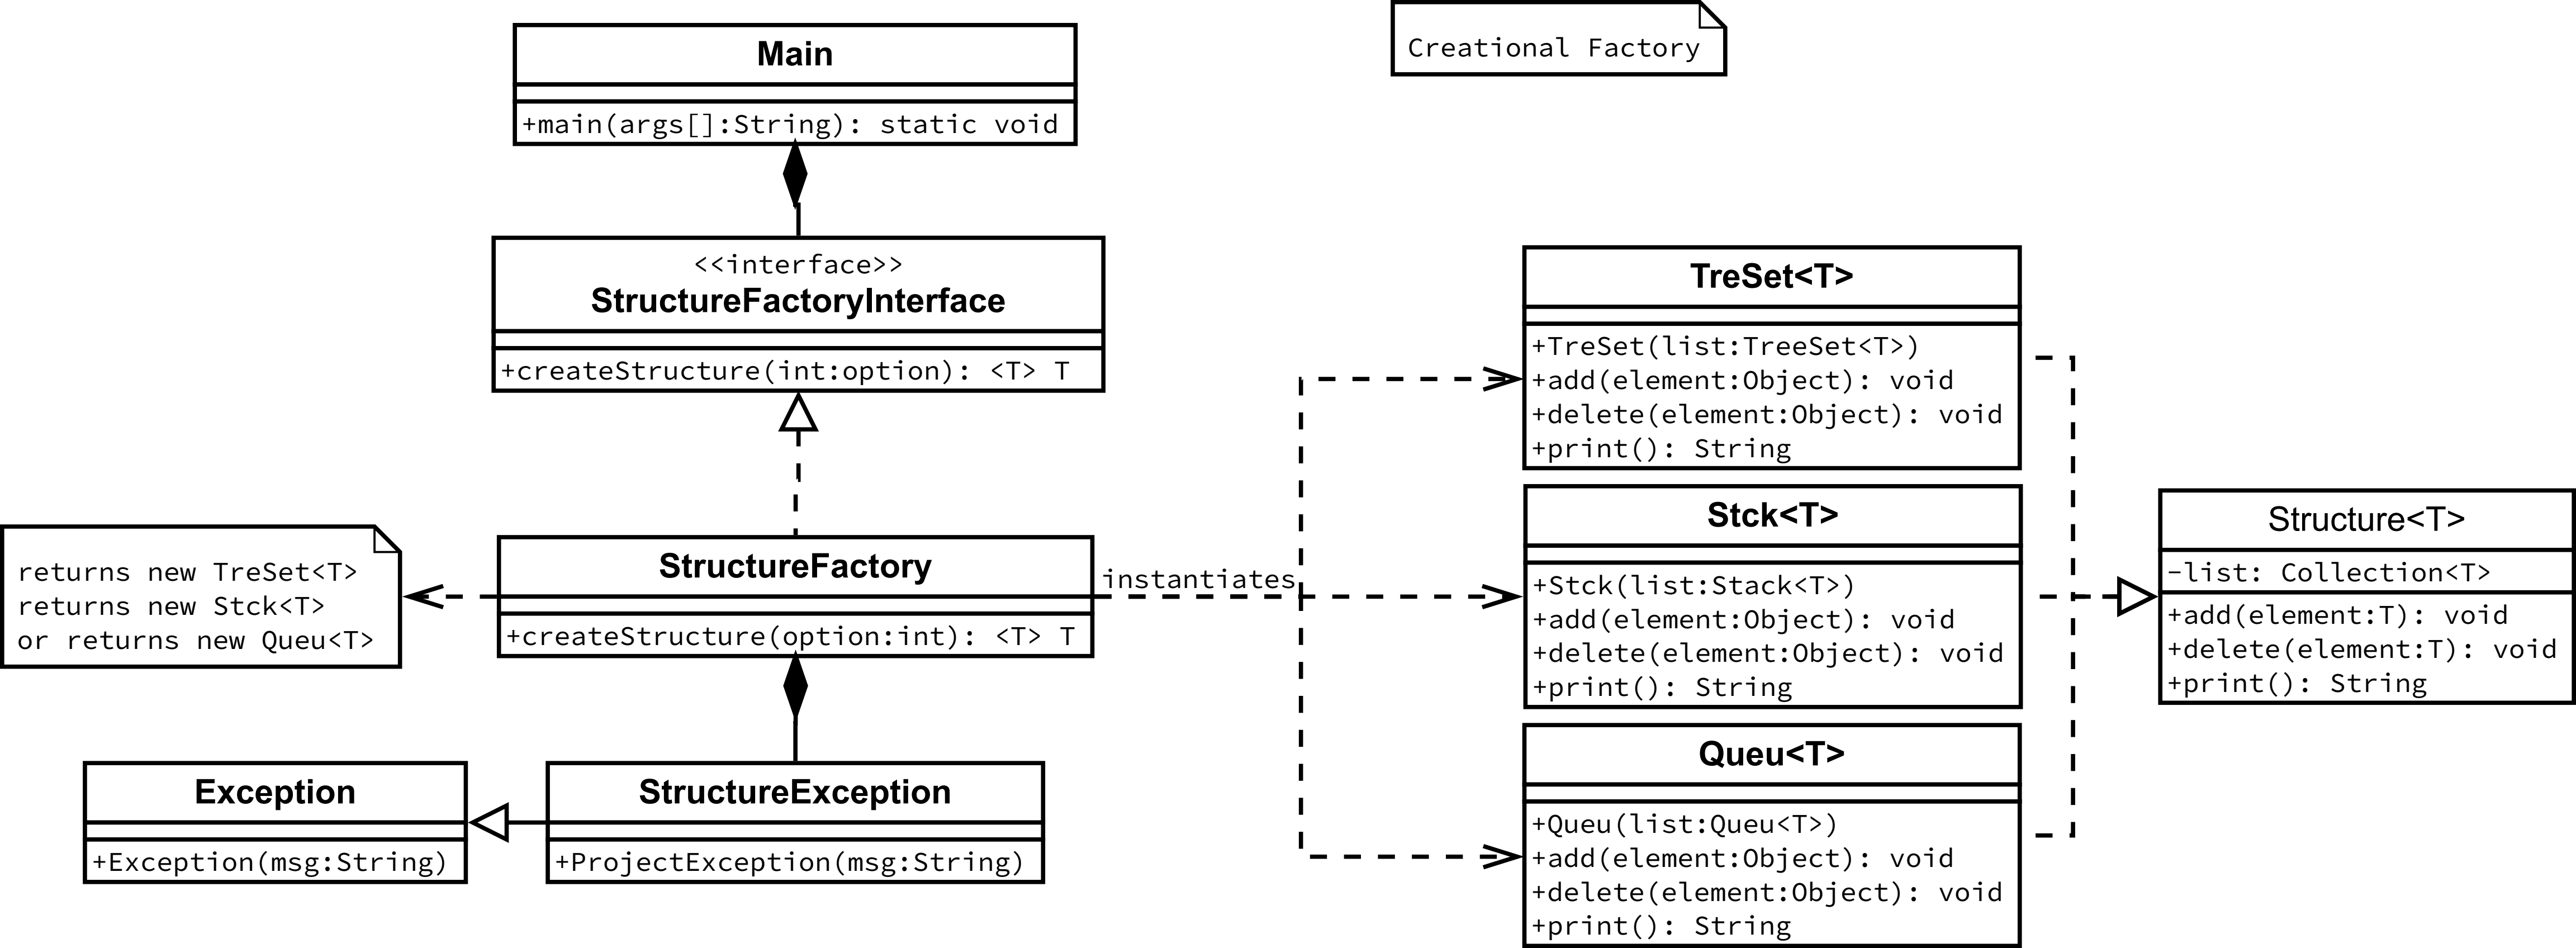 Main
+main(args[]:String): static void
Creational Factory
<<interface>>
StructureFactoryInterface
+createStructure(int:option): <T> T
returns new TreSet<T>
returns new Stck<T>
or returns new Queu<T>
StructureFactory
+createStructure(option:int): <T> T
instantiates
Exception
+Exception(msg:String)
StructureException
+ProjectException(msg:String)
TreSet<T>
+TreSet(list:TreeSet<T>)
+add(element:Object): void
+delete(element:Object): void
+print(): String
Stck<T>
+Stck(list:Stack<T>)
+add(element:Object): void
+delete(element:Object): void
+print(): String
Queu<T>
+Queu(list:Queu<T>)
+add(element:Object): void
+delete(element:Object): void
+print(): String
Structure<T>
-list: Collection<T>
+add(element:T): void
+delete(element:T): void
+print(): String